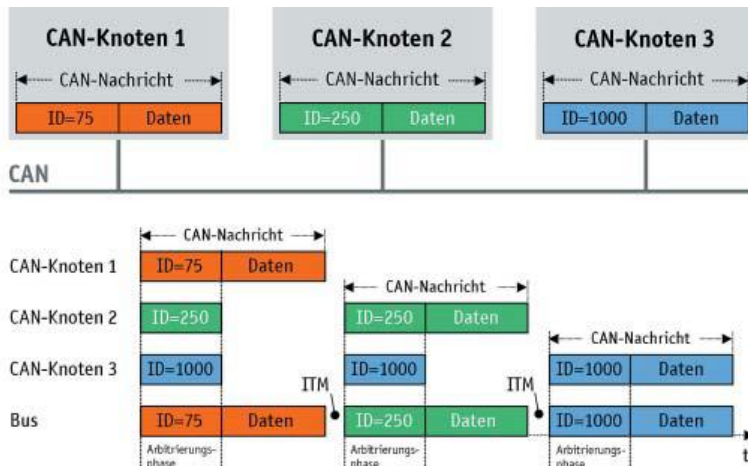 CAN-Knoten 1
CAN-Knoten 2
CAN-Knoten 3
CAN-Nachricht
CAN-Nachricht
CAN-Nachricht
ID=75 Daten
ID=250 Daten
ID=1000 Daten
CAN
CAN-Nachricht
CAN-Knoten 1 ID=75 Daten
CAN-Nachricht
CAN-Knoten 2 ID=250 ID=250 Daten
CAN-Nachricht
CAN-Knoten 3 ID=1000 ID=1000 ID=1000 Daten
ITM ITM
Bus ID=75 Daten ID=250 Daten ID=1000 Daten
t
Arbitrierungs- Arbitrierungs- Arbitrierungs-
phase phase phase